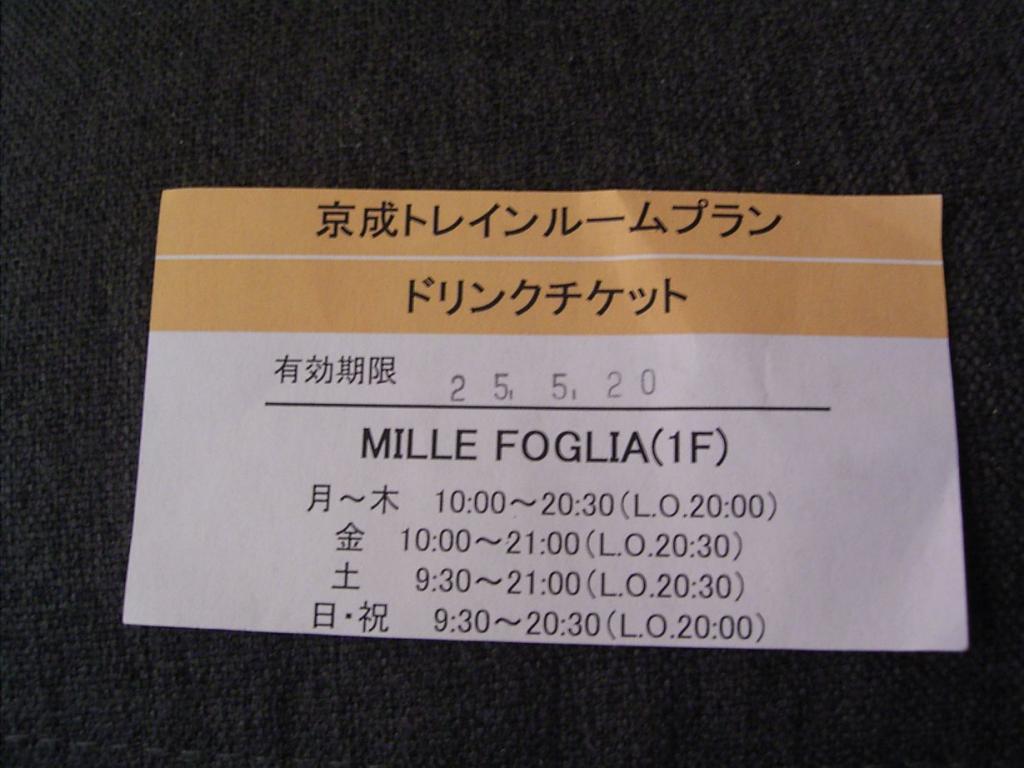 京成トレインルームプラン
ドリンクチケット
有効期限 25. 5. 20
MILLE FOGLIA(1F)
月～木 10:00～20:30(L.O.20:00)
金 10:00～21:00(L.O.20:30)
土 9:30～21:00(L.O.20:30)
日・祝 9:30～20:30(L.O.20:00)